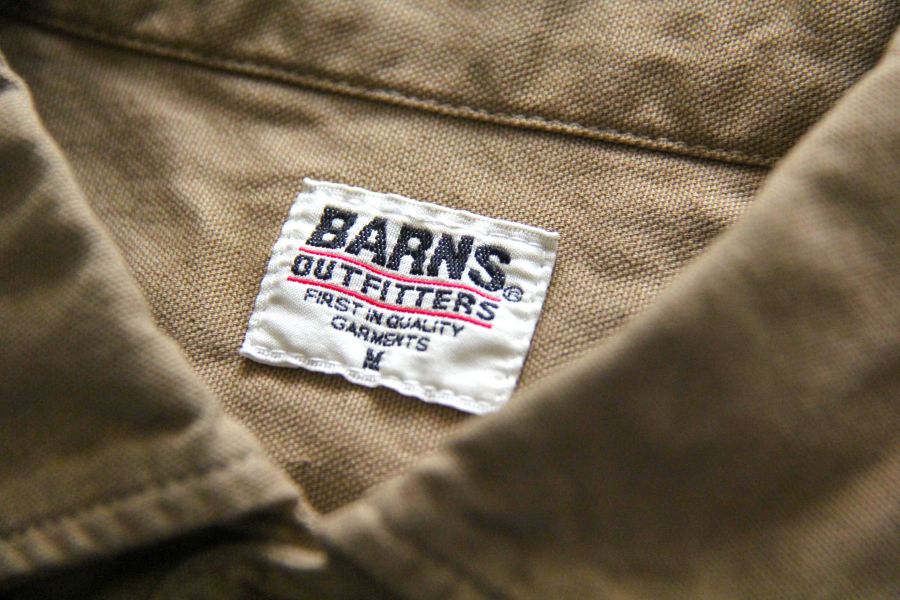 BARNS
OUTFITTERS®
FIRST IN QUALITY
GARMENTS
M